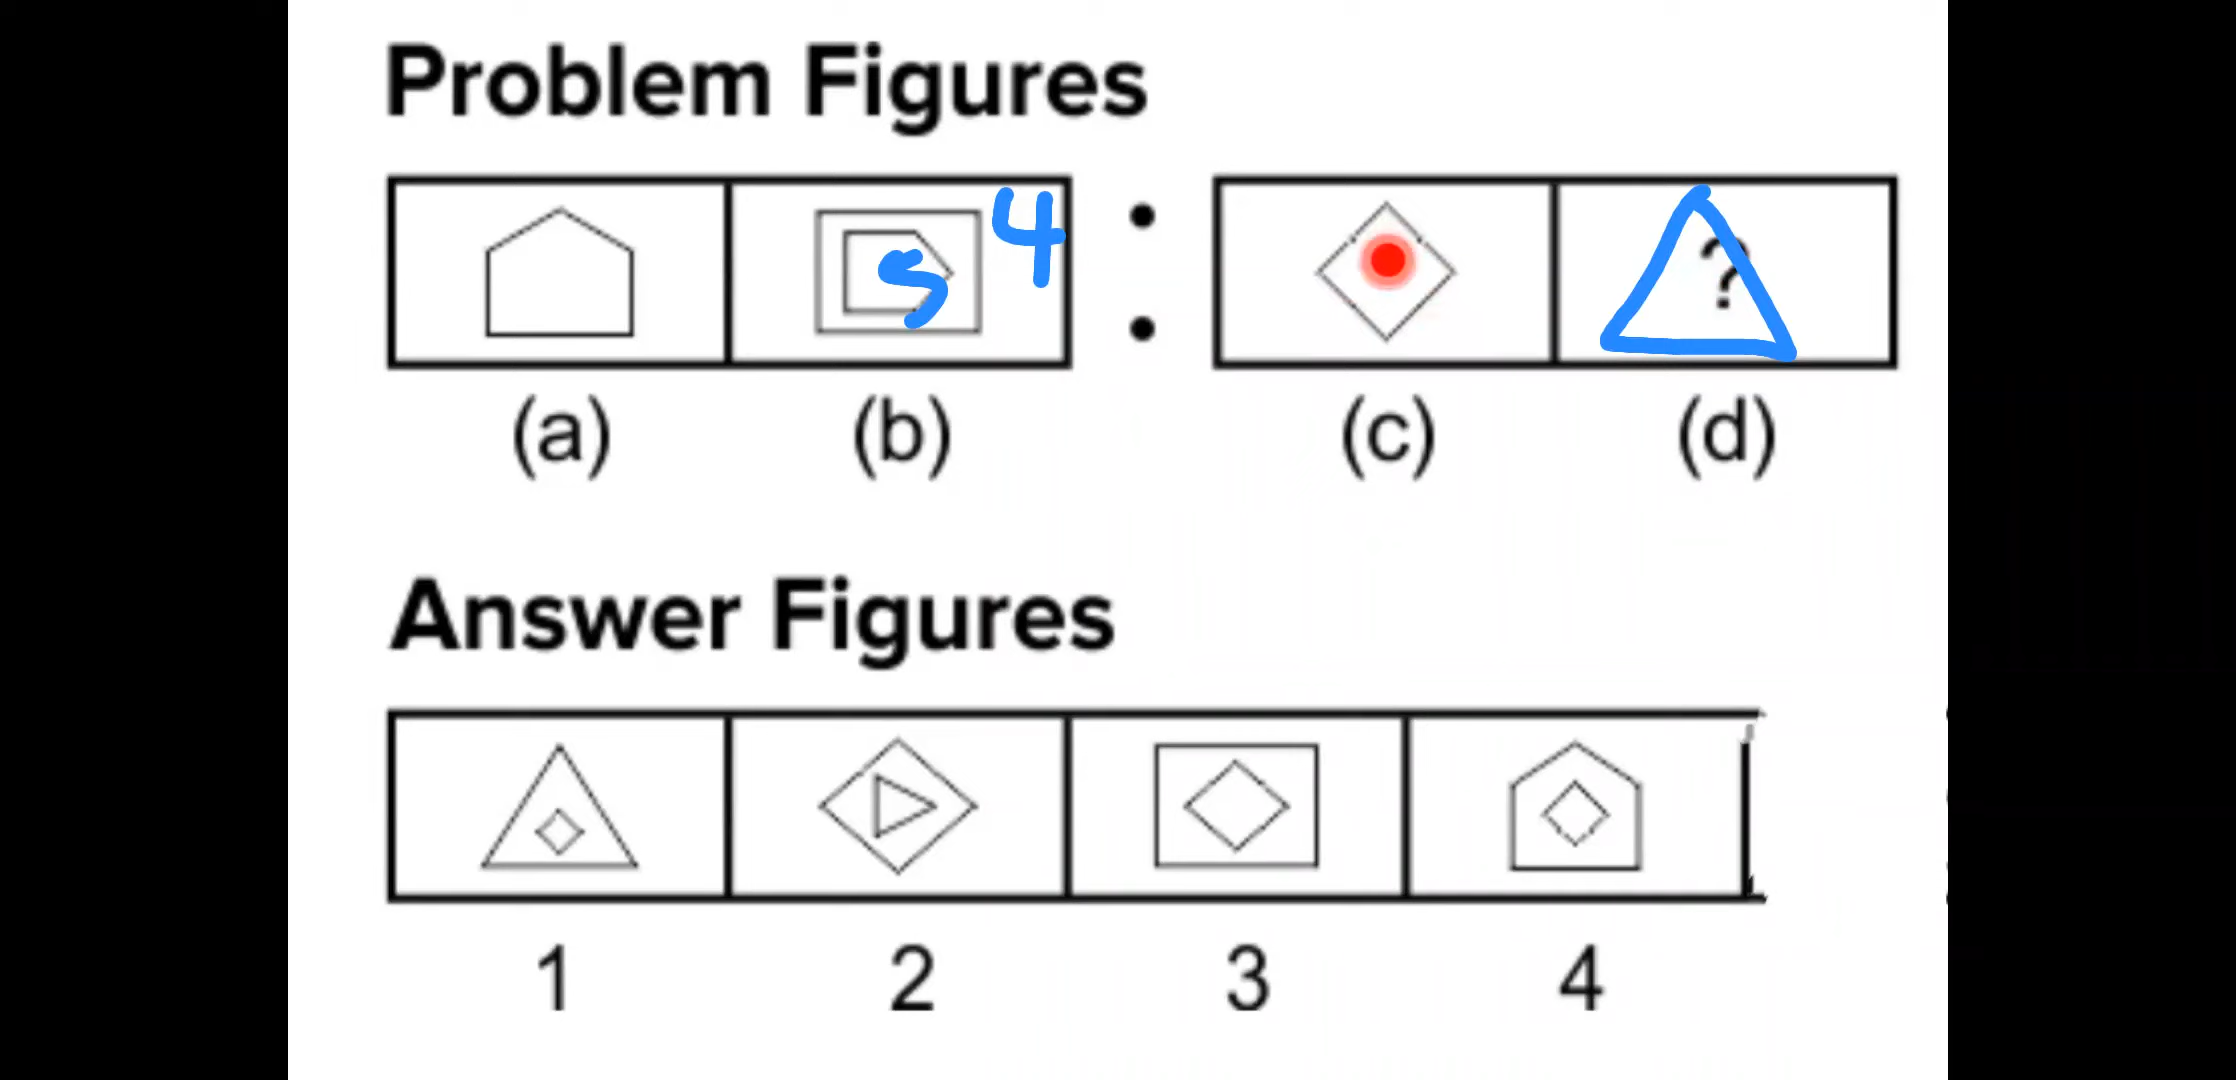 Problem Figures
5 4 ?
(a) (b) (c) (d)
Answer Figures
1 2 3 4